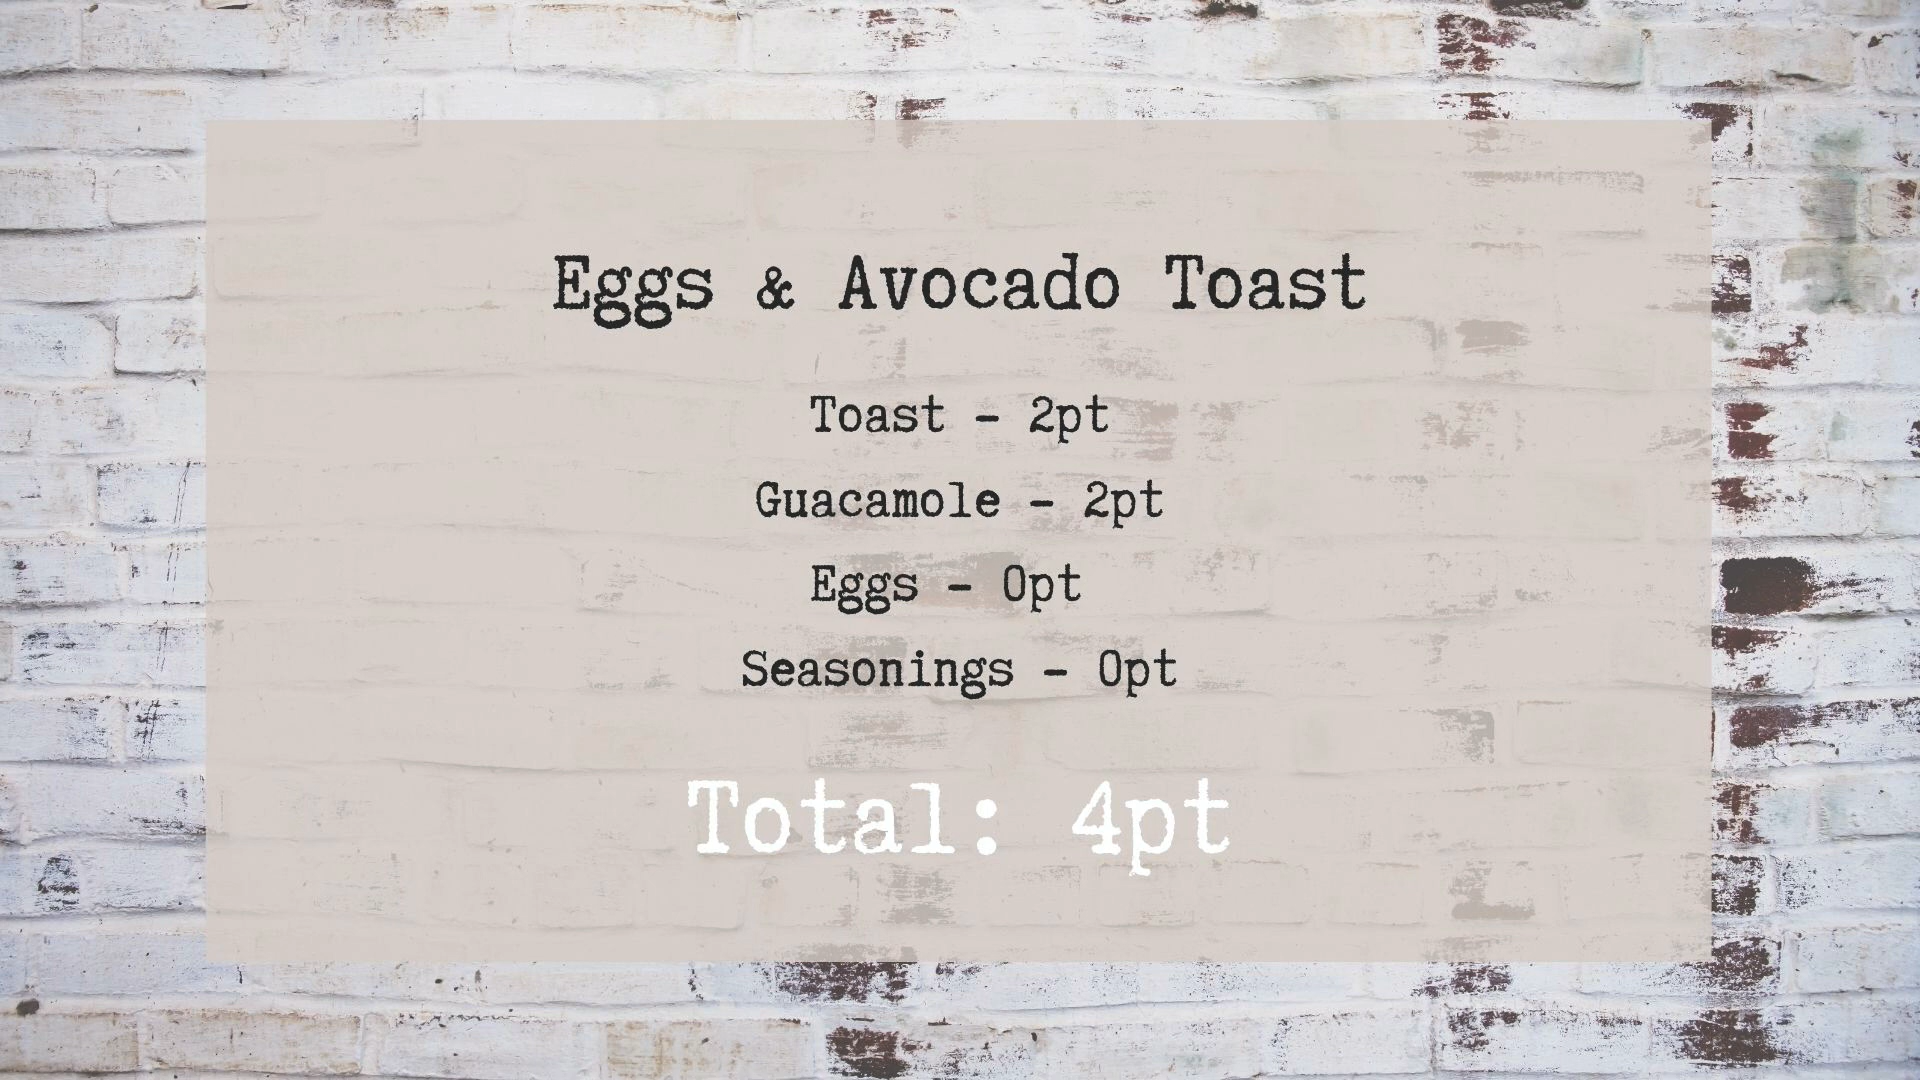 Eggs & Avocado Toast
Toast - 2pt
Guacamole - 2pt
Eggs - 0pt
Seasonings - 0pt
Total: 4pt